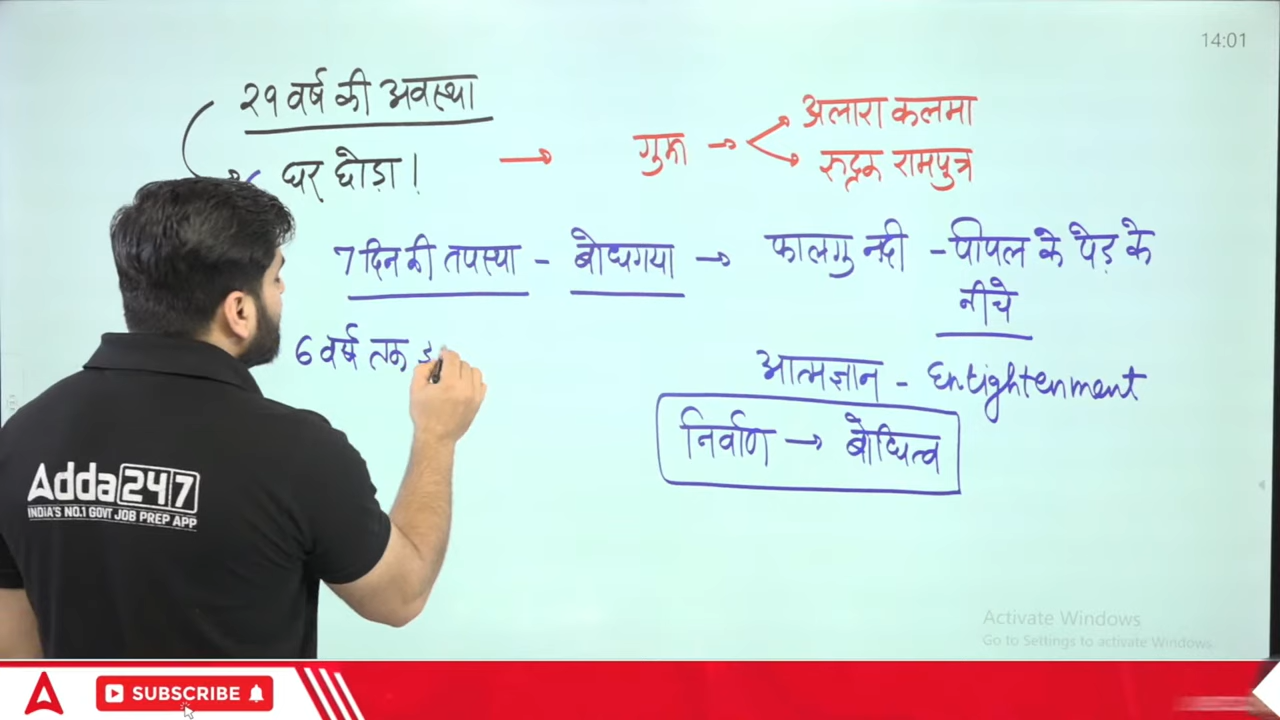 14:01
२९ वर्ष की अवस्था
घर छोड़ा!
गुरू
अलारा कलमा
रुद्रक रामपुत्र
7 दिन की तपस्या - बोधगया → फालगु नदी - पीपल के पेड़ के
नीचे
6 वर्ष तक
आत्मज्ञान - Enlightenment
निर्वाण → बोधित्व
Adda247
INDIA'S NO.1 GOVT JOB PREP APP
Activate Windows
Go to Settings to activate Windows.
SUBSCRIBE